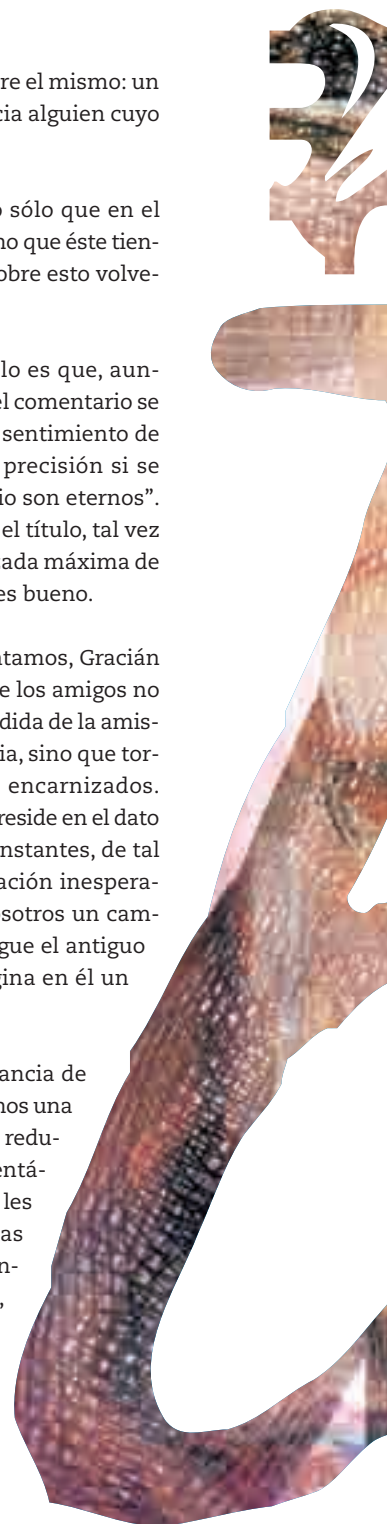 re el mismo: un
cia alguien cuyo
sólo que en el
no que éste tien-
obre esto volve-
lo es que, aun-
el comentario se
sentimiento de
precisión si se
io son eternos”.
el título, tal vez
ada máxima de
es bueno.
ntamos, Gracián
e los amigos no
dida de la amis-
ia, sino que tor-
encarnizados.
reside en el dato
nstantes, de tal
ación inespera-
osotros un cam-
gue el antiguo
gina en él un
ancia de
nos una
redu-
entá-
les
as
n-
,